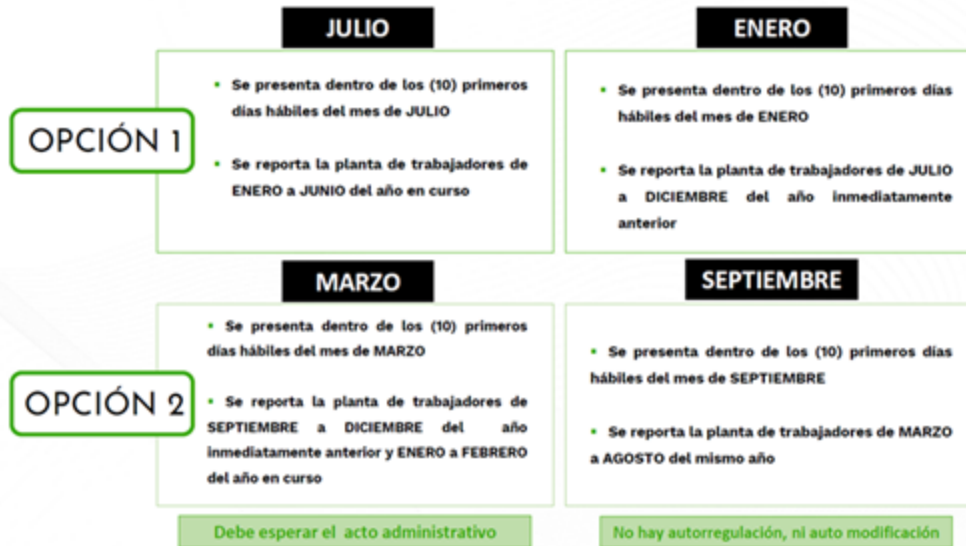 JULIO
ENERO
OPCIÓN 1
• Se presenta dentro de los (10) primeros
días hábiles del mes de JULIO
• Se reporta la planta de trabajadores de
ENERO a JUNIO del año en curso
• Se presenta dentro de los (10) primeros días
hábiles del mes de ENERO
• Se reporta la planta de trabajadores de JULIO
a DICIEMBRE del año inmediatamente
anterior
MARZO
SEPTIEMBRE
OPCIÓN 2
• Se presenta dentro de los (10) primeros
días hábiles del mes de MARZO
• Se reporta la planta de trabajadores de
SEPTIEMBRE a DICIEMBRE del año
inmediatamente anterior y ENERO a FEBRERO
del año en curso
• Se presenta dentro de los (10) primeros días
hábiles del mes de SEPTIEMBRE
• Se reporta la planta de trabajadores de MARZO
a AGOSTO del mismo año
Debe esperar el acto administrativo
No hay autorregulación, ni auto modificación